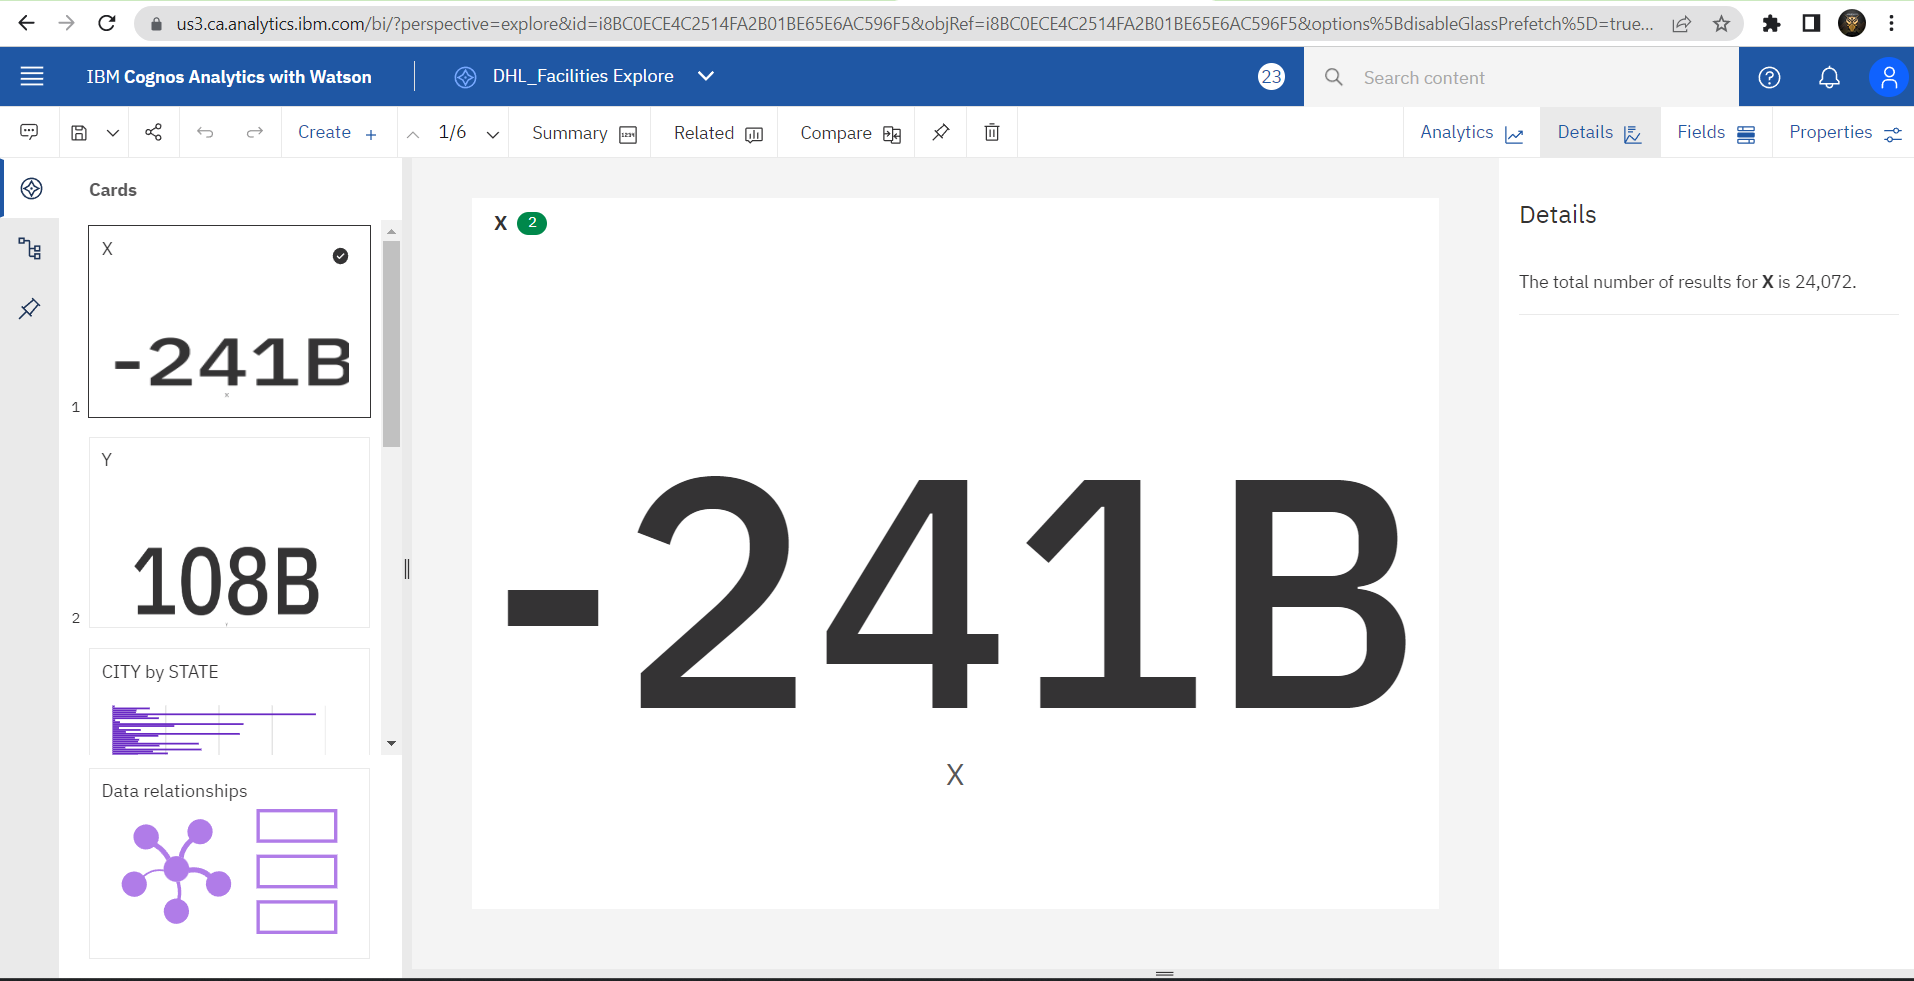 us3.ca.analytics.ibm.com/bi/?perspective=explore&id=i8BC0ECE4C2514FA2B01BE65E6AC596F5&objRef=i8BC0ECE4C2514FA2B01BE65E6AC596F5&options%5BdisableGlassPrefetch%5D=true...
IBM Cognos Analytics with Watson
DHL_Facilities Explore
23
Search content
Create
1/6
Summary
Related
Compare
Analytics
Details
Fields
Properties
Cards
X
-241B
x
1
Y
108B
Y
2
CITY by STATE
Data relationships
X 2
-241B
X
Details
The total number of results for X is 24,072.